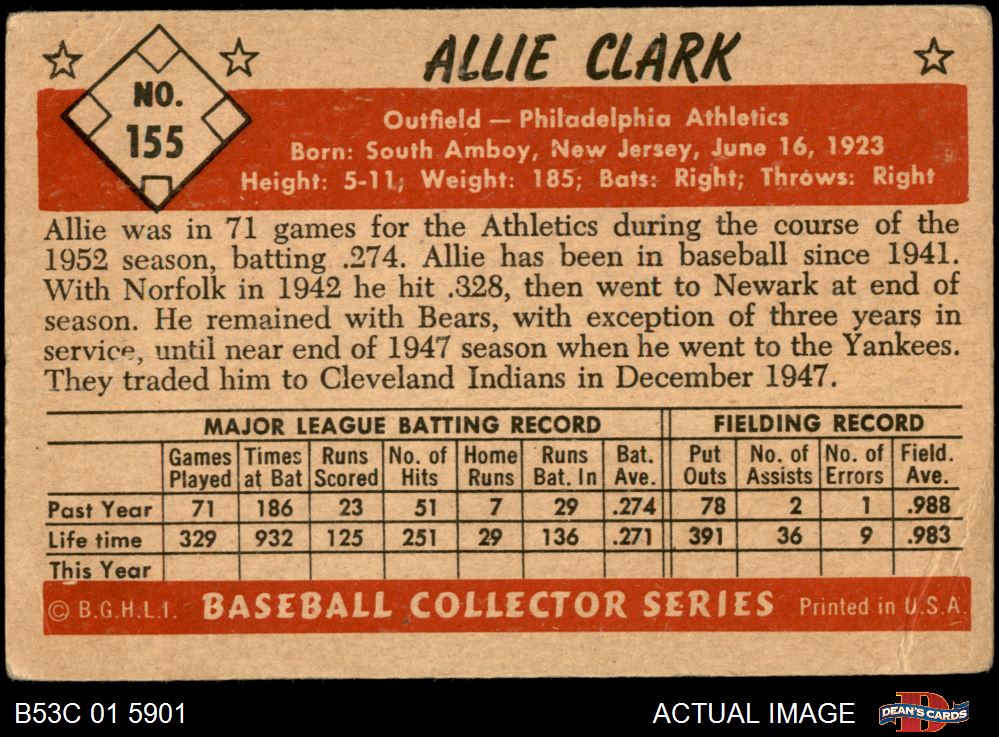 ALLIE CLARK
NO.
155
Outfield — Philadelphia Athletics
Born: South Amboy, New Jersey, June 16, 1923
Height: 5-11; Weight: 185; Bats: Right; Throws: Right
Allie was in 71 games for the Athletics during the course of the
1952 season, batting .274. Allie has been in baseball since 1941.
With Norfolk in 1942 he hit .328, then went to Newark at end of
season. He remained with Bears, with exception of three years in
service, until near end of 1947 season when he went to the Yankees.
They traded him to Cleveland Indians in December 1947.
MAJOR LEAGUE BATTING RECORD FIELDING RECORD
Games Times Runs No. of Home Runs Bat. Put No. of No. of Field.
Played at Bat Scored Hits Runs Bat. In Ave. Outs Assists Errors Ave.
Past Year 71 186 23 51 7 29 .274 78 2 1 .988
Life time 329 932 125 251 29 136 .271 391 36 9 .983
This Year
© B.G.H.L.I. BASEBALL COLLECTOR SERIES Printed in U.S.A.
B53C 01 5901 ACTUAL IMAGE DEAN'S CARDS